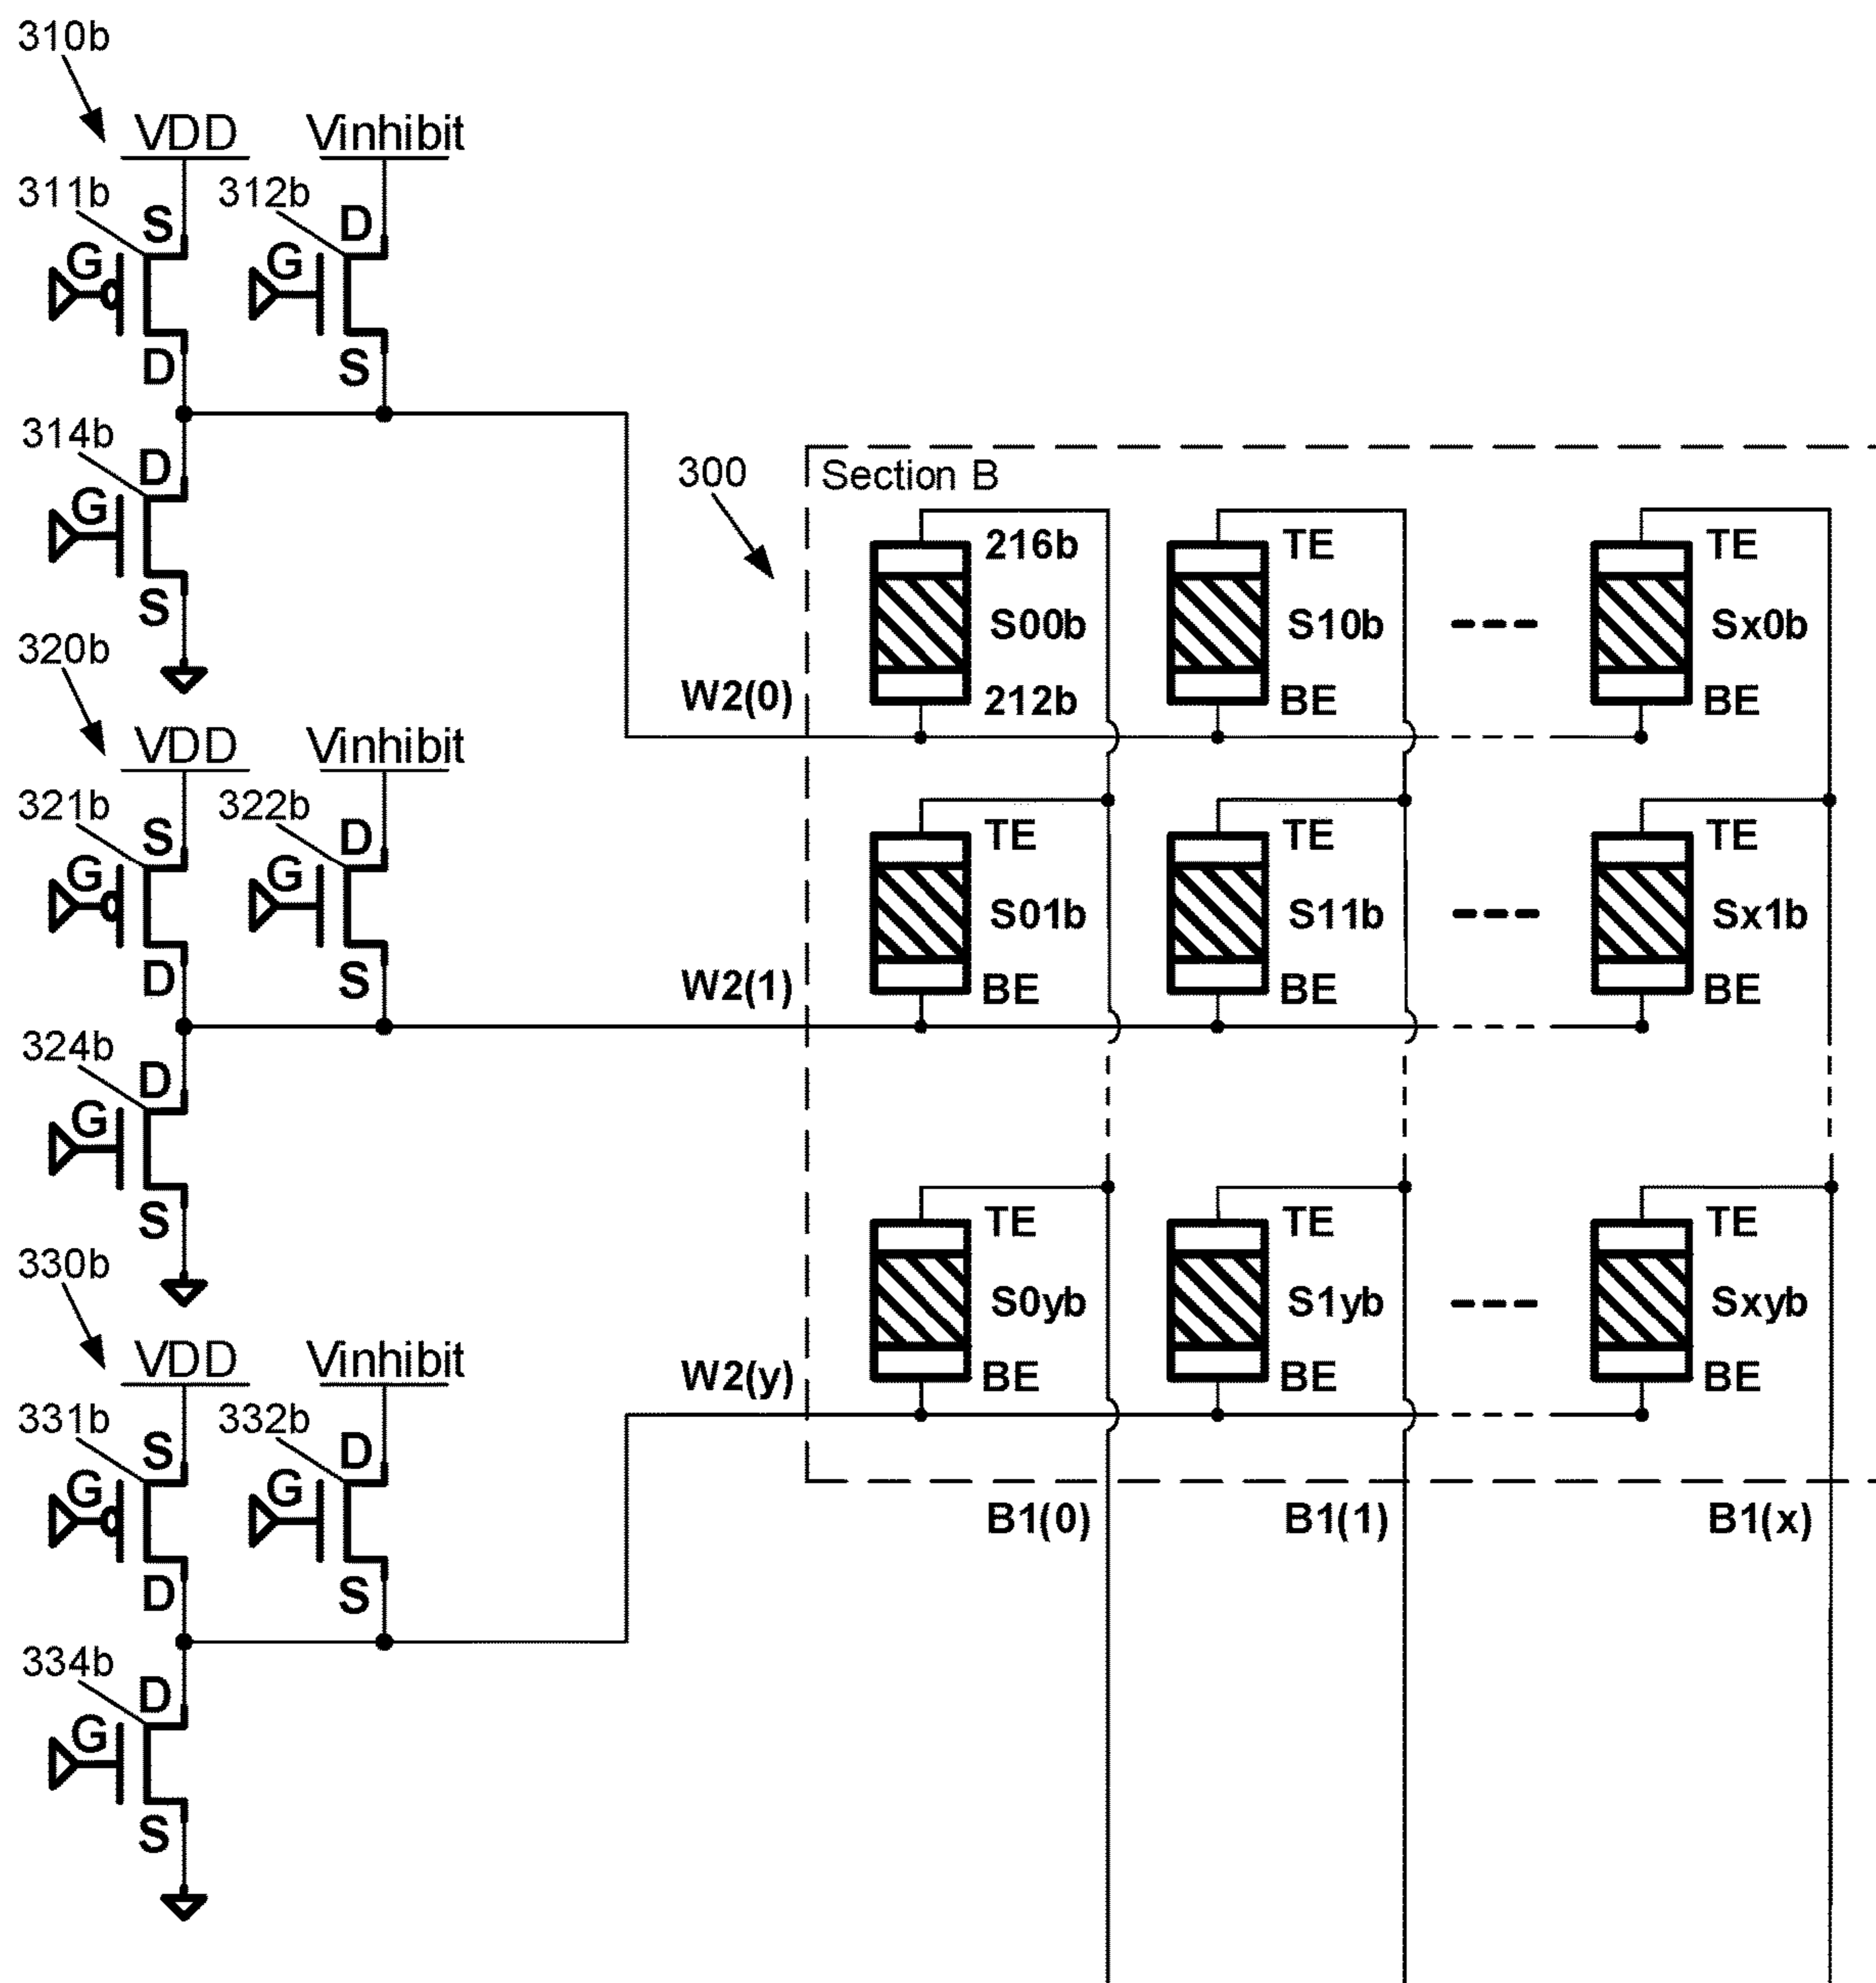 310b
VDD Vinhibit
311b S 312b D
G G
D S
314b D
G
S
300 Section B
216b TE TE
S00b S10b Sx0b
W2(0) 212b BE BE
320b
VDD Vinhibit
321b S 322b D
G G
D S
TE TE TE
S01b S11b Sx1b
W2(1) BE BE BE
324b D
G
S
330b
VDD Vinhibit
331b S 332b D
G G
D S
TE TE TE
S0yb S1yb Sxyb
W2(y) BE BE BE
B1(0) B1(1) B1(x)
334b D
G
S